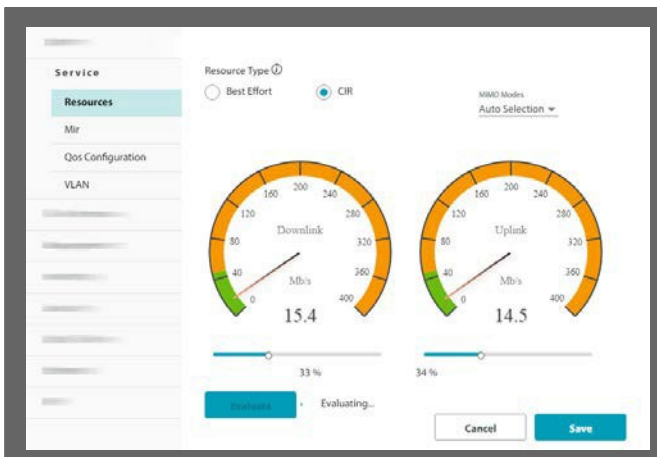 Service
Resources
Mir
Qos Configuration
VLAN
Resource Type
Best Effort
CIR
MIMO Modes
Auto Selection
0
40
80
120
160
200
240
280
320
360
400
Downlink
Mb/s
15.4
33 %
0
40
80
120
160
200
240
280
320
360
400
Uplink
Mb/s
14.5
34 %
Evaluate
Evaluating...
Cancel
Save